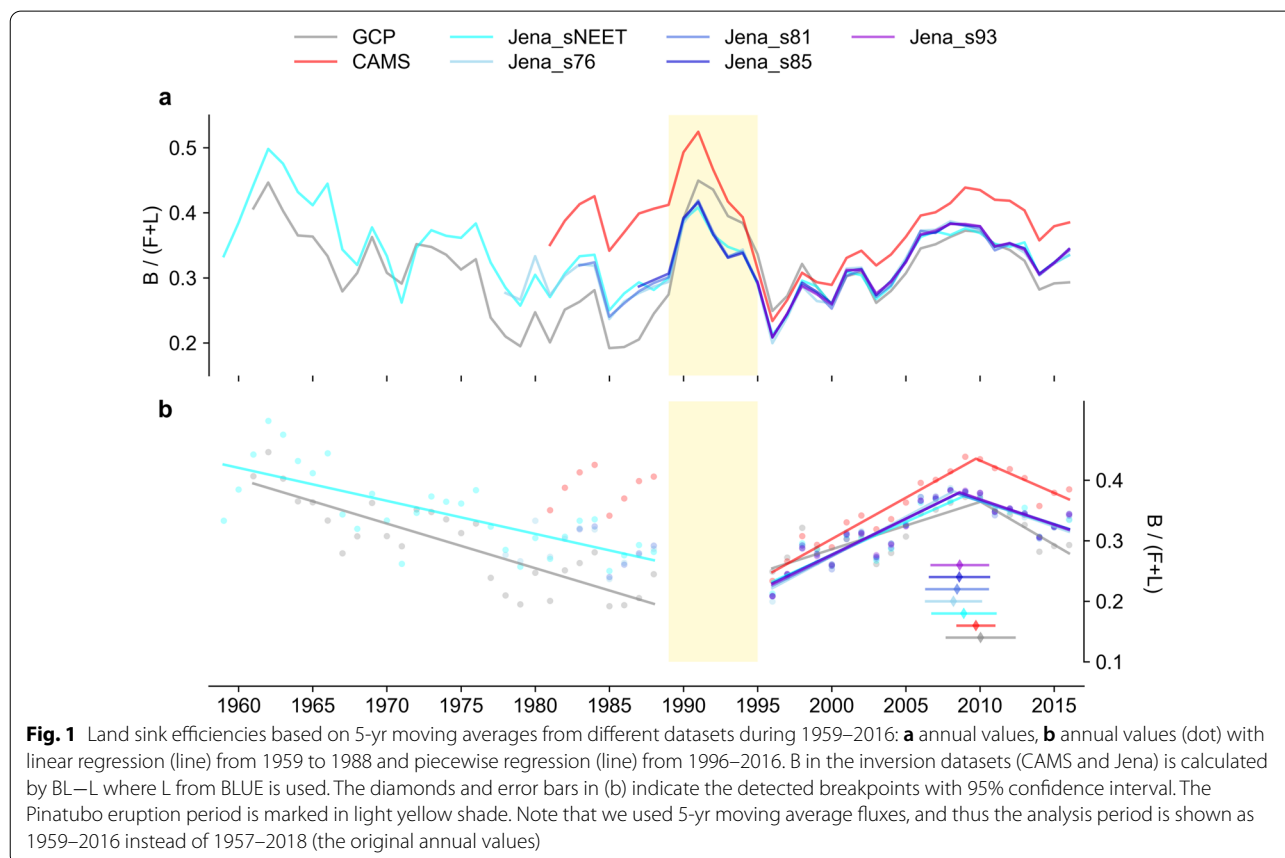 GCP Jena_sNEET Jena_s81 Jena_s93
CAMS Jena_s76 Jena_s85
a
0.5
0.4
0.3
0.2
B / (F+L)
b
0.4
0.3
0.2
0.1
B / (F+L)
1960 1965 1970 1975 1980 1985 1990 1995 2000 2005 2010 2015
Fig. 1 Land sink efficiencies based on 5-yr moving averages from different datasets during 1959–2016: a annual values, b annual values (dot) with
linear regression (line) from 1959 to 1988 and piecewise regression (line) from 1996–2016. B in the inversion datasets (CAMS and Jena) is calculated
by BL—L where L from BLUE is used. The diamonds and error bars in (b) indicate the detected breakpoints with 95% confidence interval. The
Pinatubo eruption period is marked in light yellow shade. Note that we used 5-yr moving average fluxes, and thus the analysis period is shown as
1959–2016 instead of 1957–2018 (the original annual values)